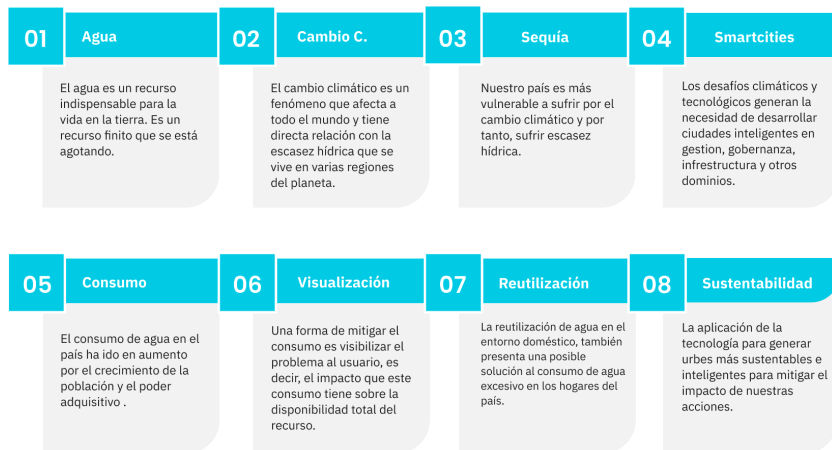 01
Agua
El agua es un recurso
indispensable para la
vida en la tierra. Es un
recurso finito que se está
agotando.
02
Cambio C.
El cambio climático es un
fenómeno que afecta a
todo el mundo y tiene
directa relación con la
escasez hídrica que se
vive en varias regiones
del planeta.
03
Sequía
Nuestro país es más
vulnerable a sufrir por el
cambio climático y por
tanto, sufrir escasez
hídrica.
04
Smartcities
Los desafíos climáticos y
tecnológicos generan la
necesidad de desarrollar
ciudades inteligentes en
gestion, gobernanza,
infrestructura y otros
dominios.
05
Consumo
El consumo de agua en el
país ha ido en aumento
por el crecimiento de la
población y el poder
adquisitivo .
06
Visualización
Una forma de mitigar el
consumo es visibilizar el
problema al usuario, es
decir, el impacto que este
consumo tiene sobre la
disponibilidad total del
recurso.
07
Reutilización
La reutilización de agua en el
entorno doméstico, también
presenta una posible
solución al consumo de agua
excesivo en los hogares del
país.
08
Sustentabilidad
La aplicación de la
tecnología para generar
urbes más sustentables e
inteligentes para mitigar el
impacto de nuestras
acciones.